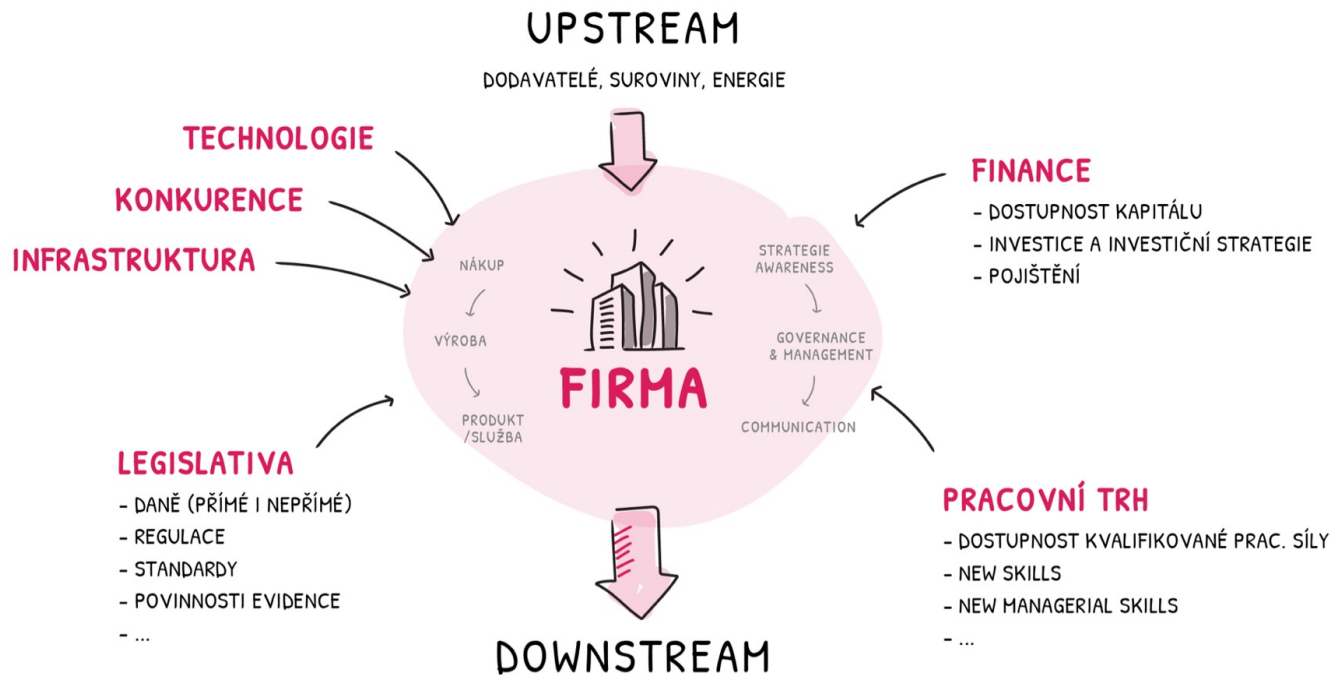 UPSTREAM
DODAVATELÉ, SUROVINY, ENERGIE
TECHNOLOGIE
KONKURENCE
INFRASTRUKTURA
FINANCE
- DOSTUPNOST KAPITÁLU
- INVESTICE A INVESTIČNÍ STRATEGIE
- POJIŠTĚNÍ
NÁKUP
VÝROBA
PRODUKT
/SLUŽBA
FIRMA
STRATEGIE
AWARENESS
GOVERNANCE
& MANAGEMENT
COMMUNICATION
LEGISLATIVA
- DANĚ (PŘÍMÉ I NEPŘÍMÉ)
- REGULACE
- STANDARDY
- POVINNOSTI EVIDENCE
- ...
PRACOVNÍ TRH
- DOSTUPNOST KVALIFIKOVANÉ PRAC. SÍLY
- NEW SKILLS
- NEW MANAGERIAL SKILLS
- ...
DOWNSTREAM